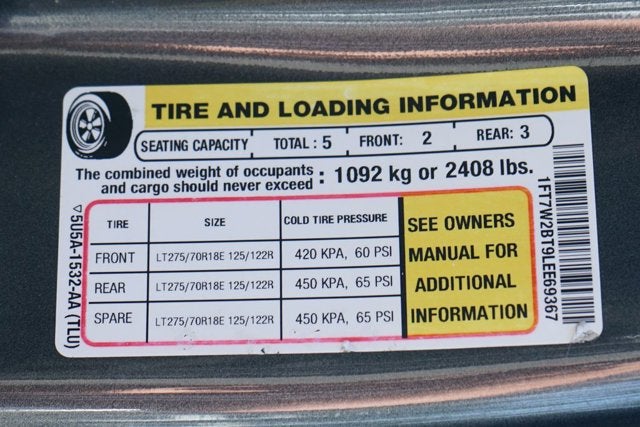 TIRE AND LOADING INFORMATION
SEATING CAPACITY TOTAL : 5 FRONT: 2 REAR: 3
The combined weight of occupants and cargo should never exceed : 1092 kg or 2408 lbs.
TIRE SIZE COLD TIRE PRESSURE
FRONT LT275/70R18E 125/122R 420 KPA, 60 PSI
REAR LT275/70R18E 125/122R 450 KPA, 65 PSI
SPARE LT275/70R18E 125/122R 450 KPA, 65 PSI
SEE OWNERS
MANUAL FOR
ADDITIONAL
INFORMATION
▽5U5A-1532-AA (TLU)
1FT7W2BT9LEE69367